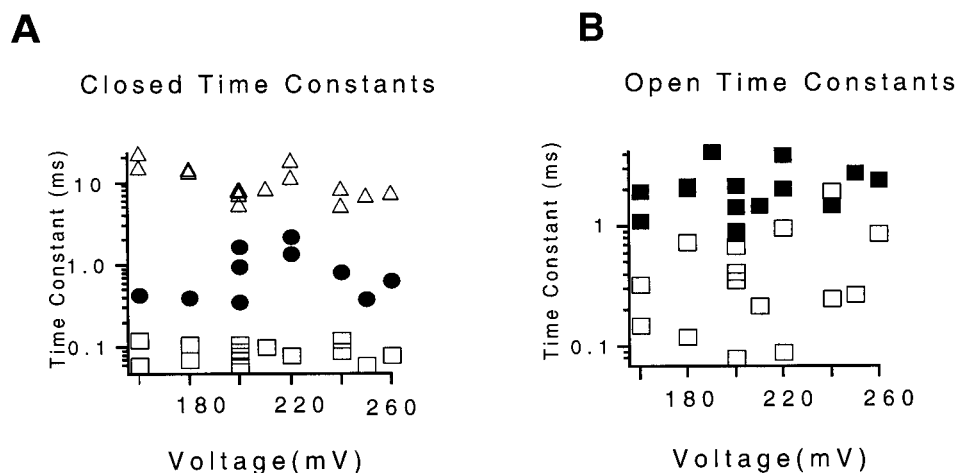 A
B
Closed Time Constants
Open Time Constants
Time Constant (ms)
10
1.0
0.1
180
220
260
Voltage(mV)
Time Constant (ms)
1
0.1
180
220
260
Voltage(mV)